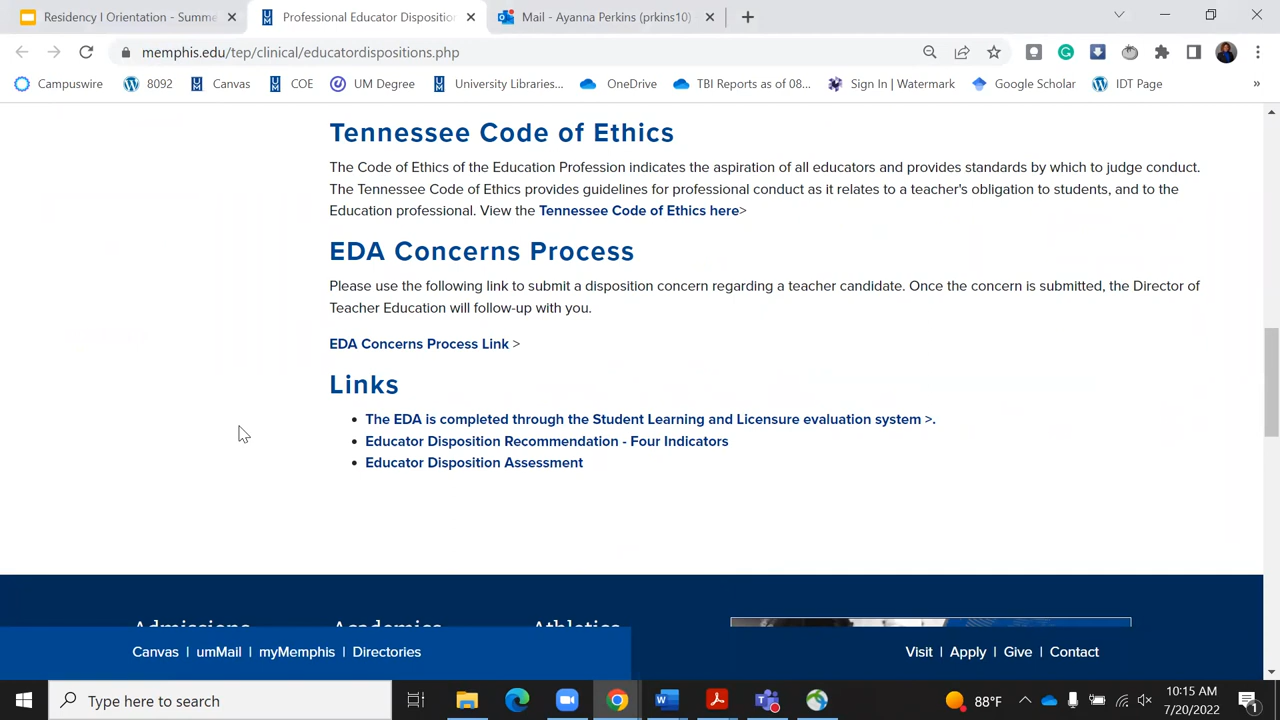 Residency I Orientation - Summe
Professional Educator Dispositio
Mail - Ayanna Perkins (prkins10)
memphis.edu/tep/clinical/educatordispositions.php
Campuswire
8092
Canvas
COE
UM Degree
University Libraries...
OneDrive
TBI Reports as of 08...
Sign In | Watermark
Google Scholar
IDT Page
»
Tennessee Code of Ethics
The Code of Ethics of the Education Profession indicates the aspiration of all educators and provides standards by which to judge conduct.
The Tennessee Code of Ethics provides guidelines for professional conduct as it relates to a teacher's obligation to students, and to the
Education professional. View the Tennessee Code of Ethics here>
EDA Concerns Process
Please use the following link to submit a disposition concern regarding a teacher candidate. Once the concern is submitted, the Director of
Teacher Education will follow-up with you.
EDA Concerns Process Link >
Links
• The EDA is completed through the Student Learning and Licensure evaluation system >.
• Educator Disposition Recommendation - Four Indicators
• Educator Disposition Assessment
Admissions
Academics
Athletics
Canvas | umMail | myMemphis | Directories
Visit | Apply | Give | Contact
Type here to search
88°F
10:15 AM
7/20/2022
1